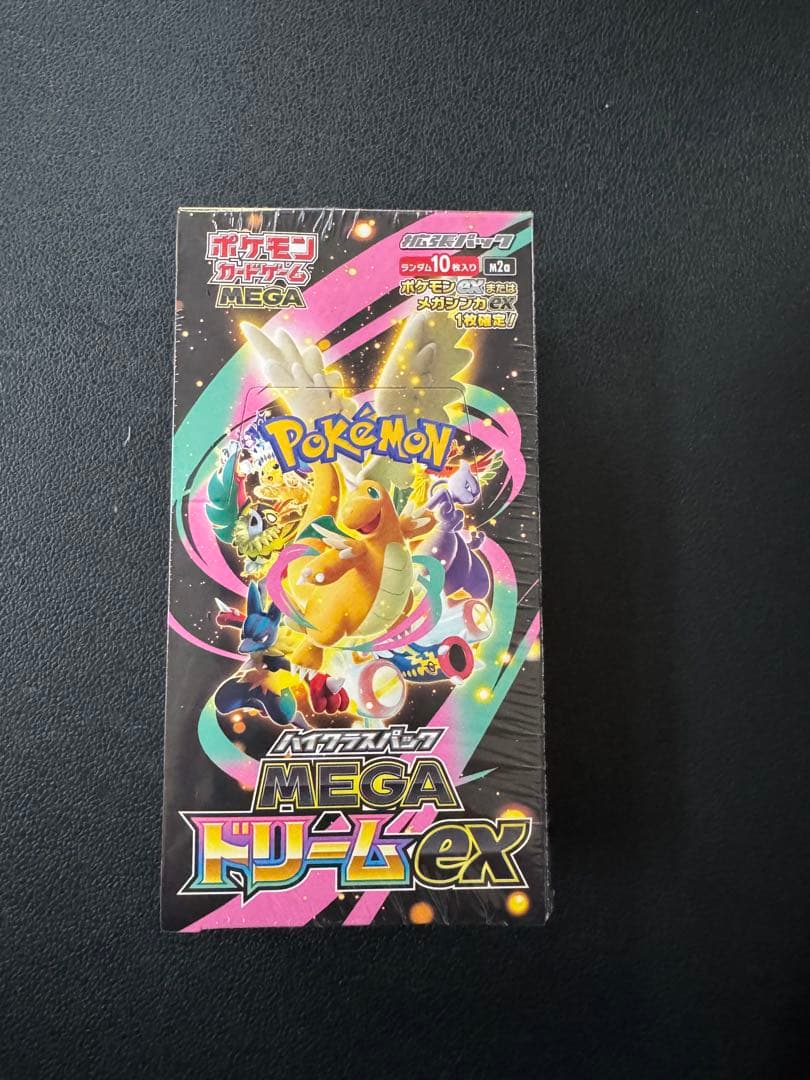 ポケモン
カードゲーム
MEGA
拡張パック
ランダム10枚入り M2a
ポケモンexまたは
メガシンカex
1枚確定!
POKéMON
ハイクラスパック
MEGA
ドリームex